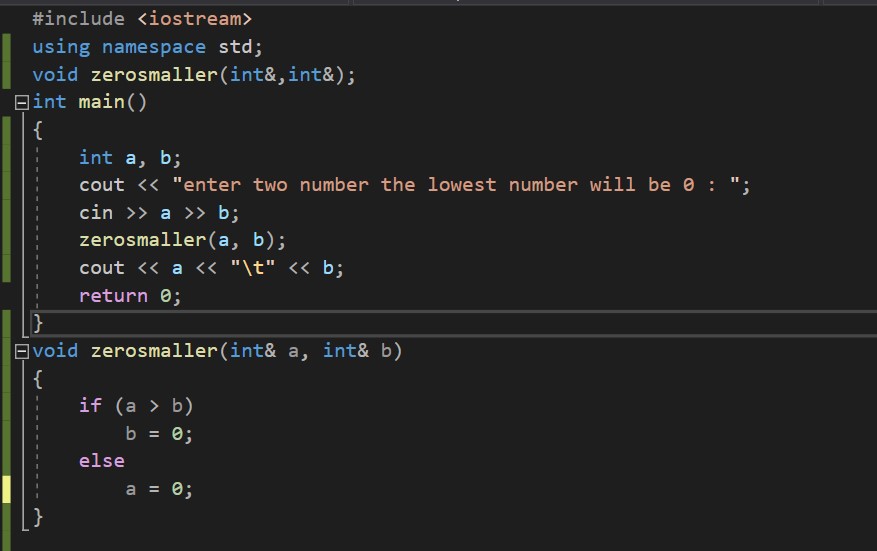 #include <iostream>
using namespace std;
void zerosmaller(int&,int&);
int main()
{
    int a, b;
    cout << "enter two number the lowest number will be 0 : ";
    cin >> a >> b;
    zerosmaller(a, b);
    cout << a << "\t" << b;
    return 0;
}
void zerosmaller(int& a, int& b)
{
    if (a > b)
        b = 0;
    else
        a = 0;
}